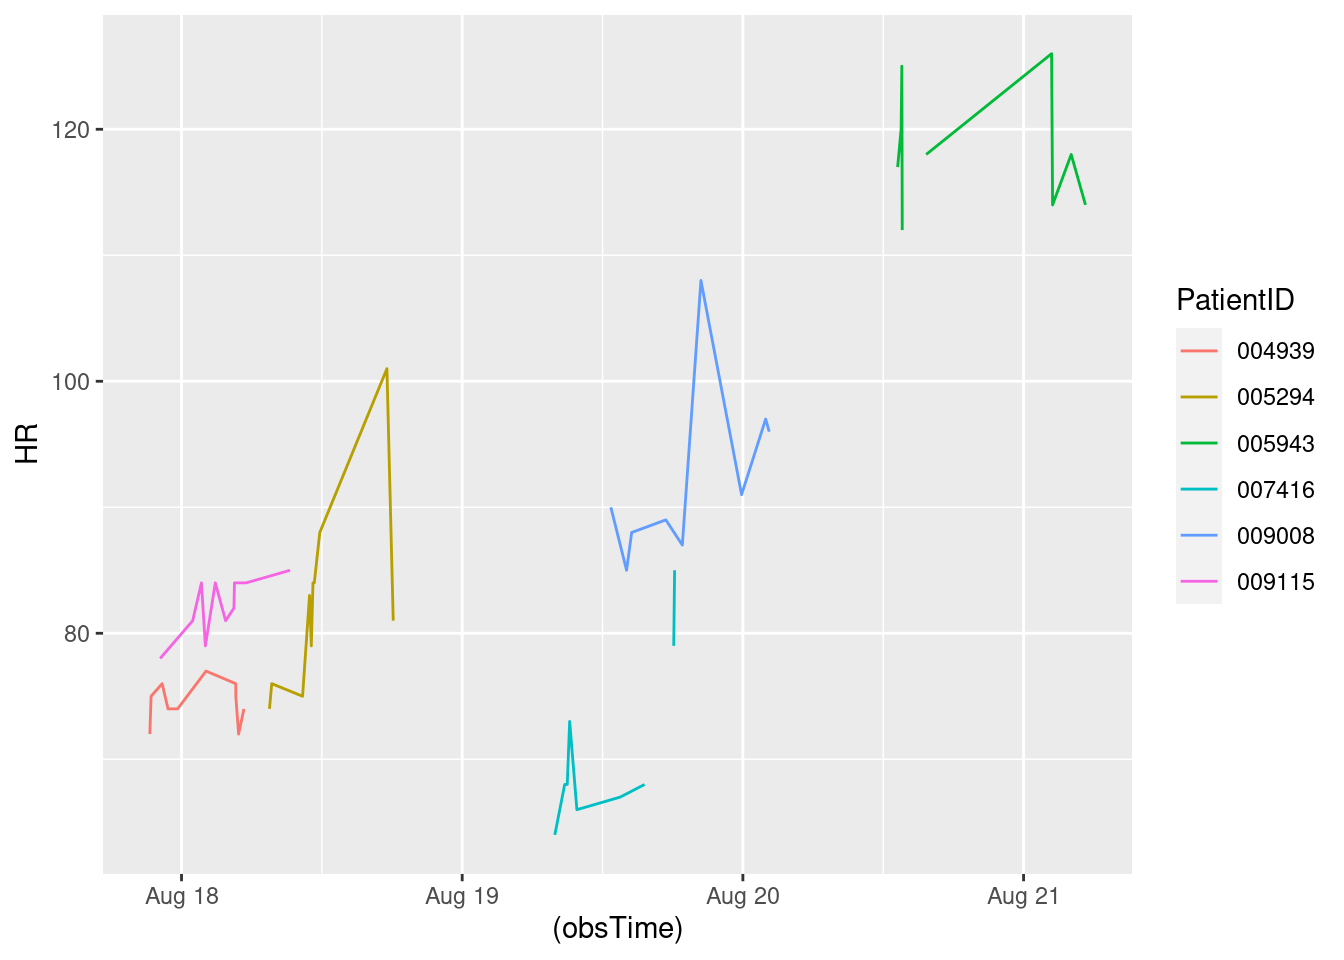 120
100
80
HR
Aug 18
Aug 19
Aug 20
Aug 21
(obsTime)
PatientID
004939
005294
005943
007416
009008
009115